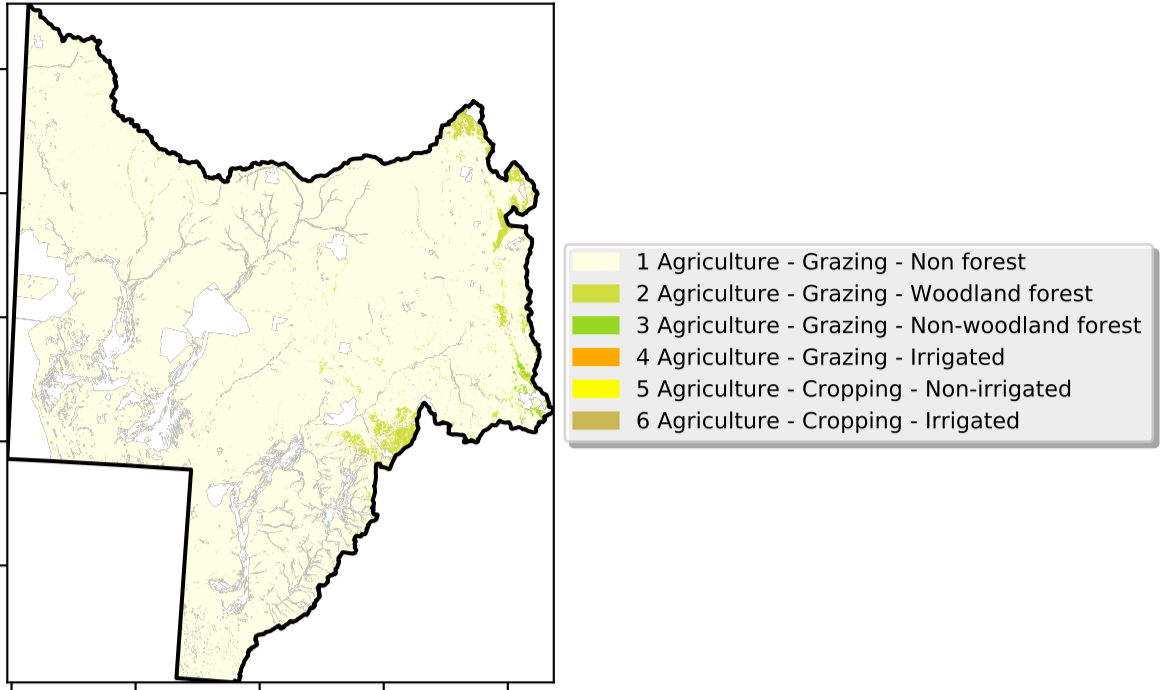 1 Agriculture - Grazing - Non forest
2 Agriculture - Grazing - Woodland forest
3 Agriculture - Grazing - Non-woodland forest
4 Agriculture - Grazing - Irrigated
5 Agriculture - Cropping - Non-irrigated
6 Agriculture - Cropping - Irrigated